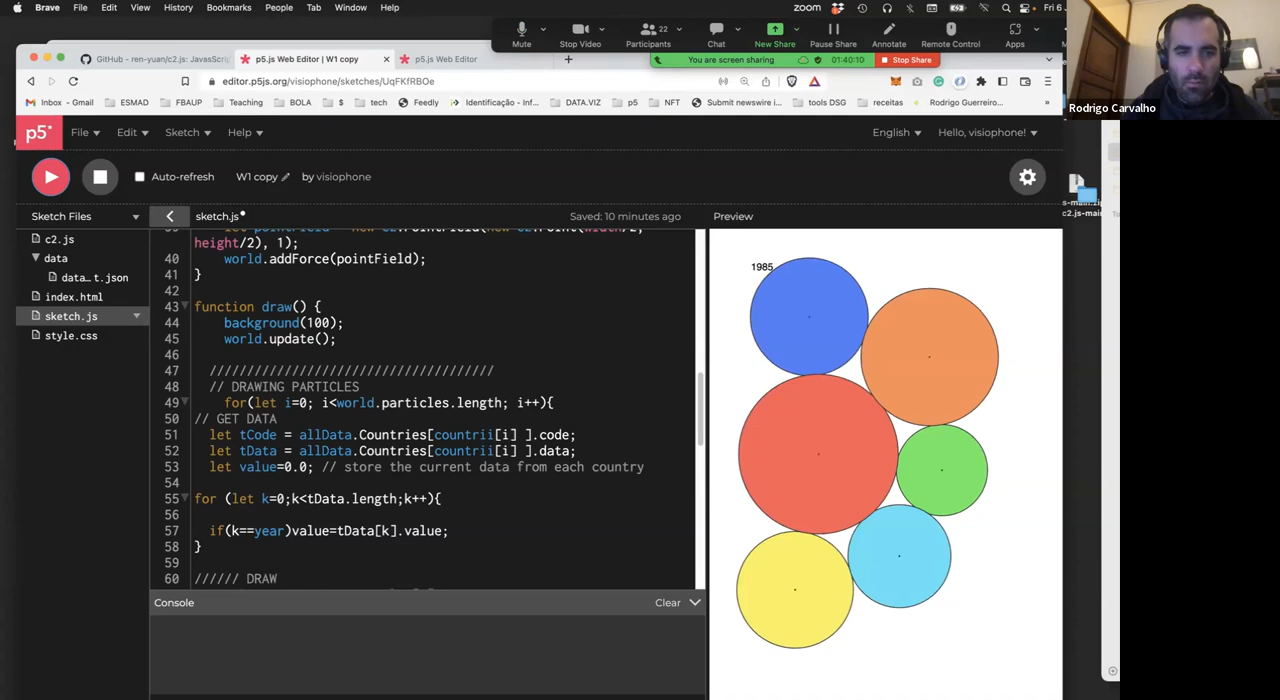 Brave File Edit View History Bookmarks People Tab Window Help
zoom
Fri 6
Mute Stop Video Participants 22 Chat New Share Pause Share Annotate Remote Control Apps
You are screen sharing 01:40:10 Stop Share
GitHub - ren-yuan/c2.js: JavaScri
p5.js Web Editor | W1 copy
p5.js Web Editor
editor.p5js.org/visiophone/sketches/UqFKfRBOe
Inbox - Gmail ESMAD FBAUP Teaching BOLA $ tech Feedly Identificação - Inf... DATA.VIZ p5 NFT Submit newswire i... tools DSG receitas Rodrigo Guerreiro... »
Rodrigo Carvalho
p5* File Edit Sketch Help English Hello, visiophone!
Auto-refresh W1 copy by visiophone
Sketch Files sketch.js Saved: 10 minutes ago Preview
c2.js
data
data...t.json
index.html
sketch.js
style.css
height/2), 1);
40 world.addForce(pointField);
41 }
42
43 function draw() {
44 background(100);
45 world.update();
46
47 //////////////////////////////////////
48 // DRAWING PARTICLES
49 for(let i=0; i<world.particles.length; i++){
50 // GET DATA
51 let tCode = allData.Countries[countrii[i] ].code;
52 let tData = allData.Countries[countrii[i] ].data;
53 let value=0.0; // store the current data from each country
54
55 for (let k=0;k<tData.length;k++){
56
57 if(k==year)value=tData[k].value;
58 }
59
60 ////// DRAW
Console Clear
1985
s-main.zip
c2.js-mai